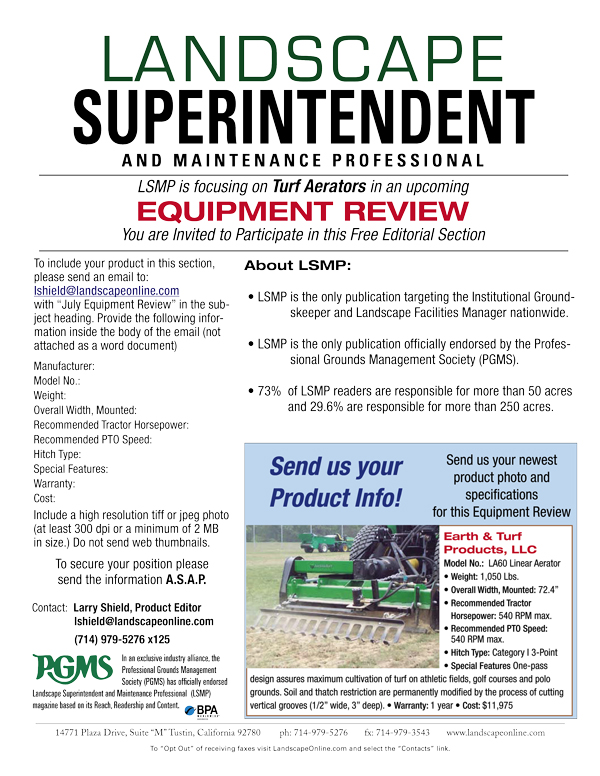 LANDSCAPE
SUPERINTENDENT
AND MAINTENANCE PROFESSIONAL
LSMP is focusing on Turf Aerators in an upcoming
EQUIPMENT REVIEW
You are Invited to Participate in this Free Editorial Section
To include your product in this section,
please send an email to:
lshield@landscapeonline.com
with “July Equipment Review” in the sub-
ject heading. Provide the following infor-
mation inside the body of the email (not
attached as a word document)
Manufacturer:
Model No.:
Weight:
Overall Width, Mounted:
Recommended Tractor Horsepower:
Recommended PTO Speed:
Hitch Type:
Special Features:
Warranty:
Cost:
Include a high resolution tiff or jpeg photo
(at least 300 dpi or a minimum of 2 MB
in size.) Do not send web thumbnails.
To secure your position please
send the information A.S.A.P.
Contact: Larry Shield, Product Editor
lshield@landscapeonline.com
(714) 979-5276 x125
PGMS
In an exclusive industry alliance, the
Professional Grounds Management
Society (PGMS) has officially endorsed
Landscape Superintendent and Maintenance Professional (LSMP)
magazine based on its Reach, Readership and Content.
BPA
WORLDWIDE
About LSMP:
• LSMP is the only publication targeting the Institutional Ground-
skeeper and Landscape Facilities Manager nationwide.
• LSMP is the only publication officially endorsed by the Profes-
sional Grounds Management Society (PGMS).
• 73% of LSMP readers are responsible for more than 50 acres
and 29.6% are responsible for more than 250 acres.
Send us your
Product Info!
Send us your newest
product photo and
specifications
for this Equipment Review
Earth & Turf
Products, LLC
Model No.: LA60 Linear Aerator
• Weight: 1,050 Lbs.
• Overall Width, Mounted: 72.4”
• Recommended Tractor
Horsepower: 540 RPM max.
• Recommended PTO Speed:
540 RPM max.
• Hitch Type: Category I 3-Point
• Special Features One-pass
design assures maximum cultivation of turf on athletic fields, golf courses and polo
grounds. Soil and thatch restriction are permanently modified by the process of cutting
vertical grooves (1/2” wide, 3” deep). • Warranty: 1 year • Cost: $11,975
14771 Plaza Drive, Suite “M” Tustin, California 92780 ph: 714-979-5276 fx: 714-979-3543 www.landscapeonline.com
To “Opt Out” of receiving faxes visit LandscapeOnline.com and select the “Contacts” link.